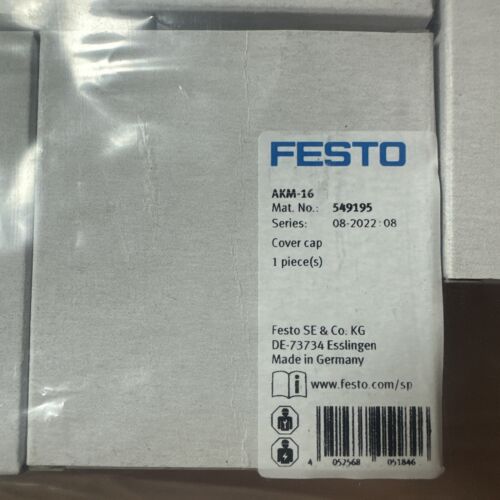 FESTO
AKM-16
Mat. No.: 549195
Series: 08-2022:08
Cover cap
1 piece(s)
Festo SE & Co. KG
DE-73734 Esslingen
Made in Germany
i www.festo.com/sp
4 052568 051846